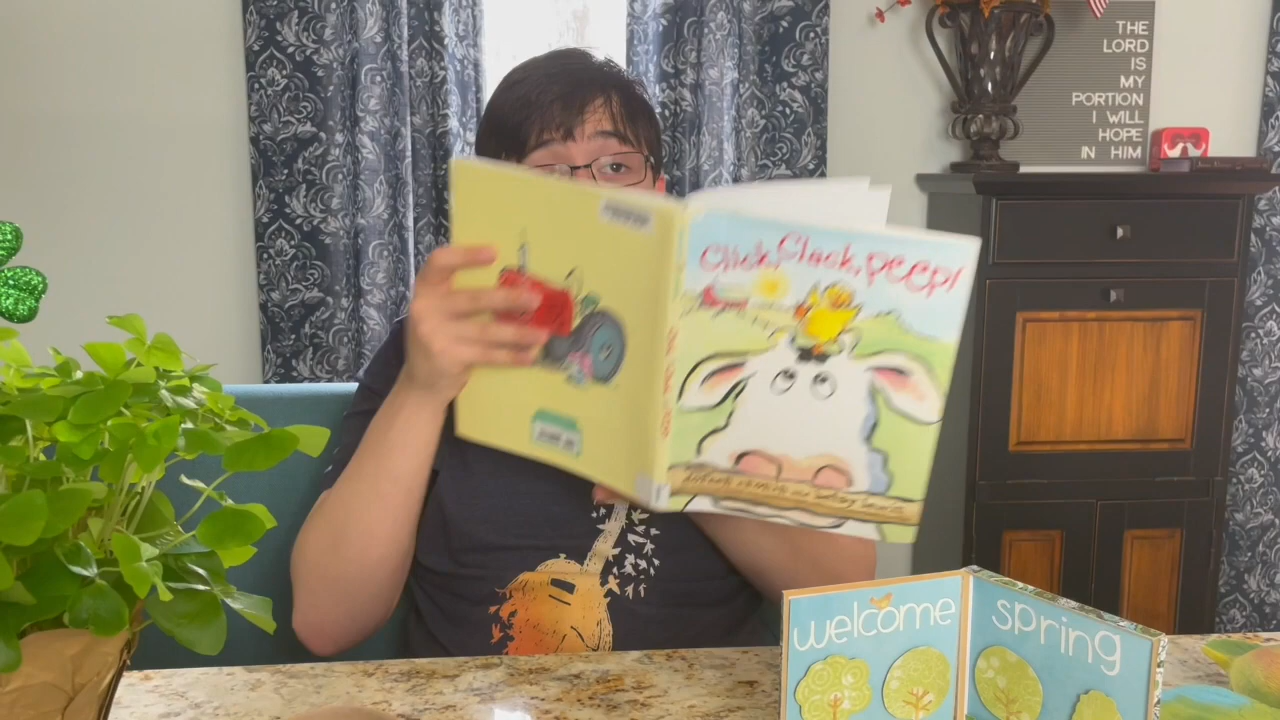 THE
LORD
IS
MY
PORTION
I WILL
HOPE
IN HIM
Click, Clack, PEEP!
welcome
spring